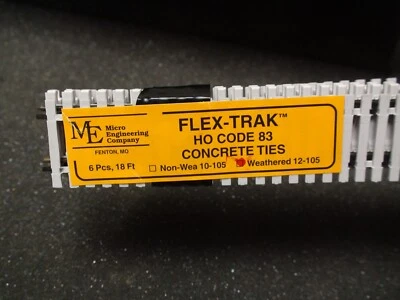 ME Micro Engineering Company
FENTON, MO
FLEX-TRAK™
HO CODE 83
CONCRETE TIES
6 Pcs, 18 Ft Non-Wea 10-105 Weathered 12-105